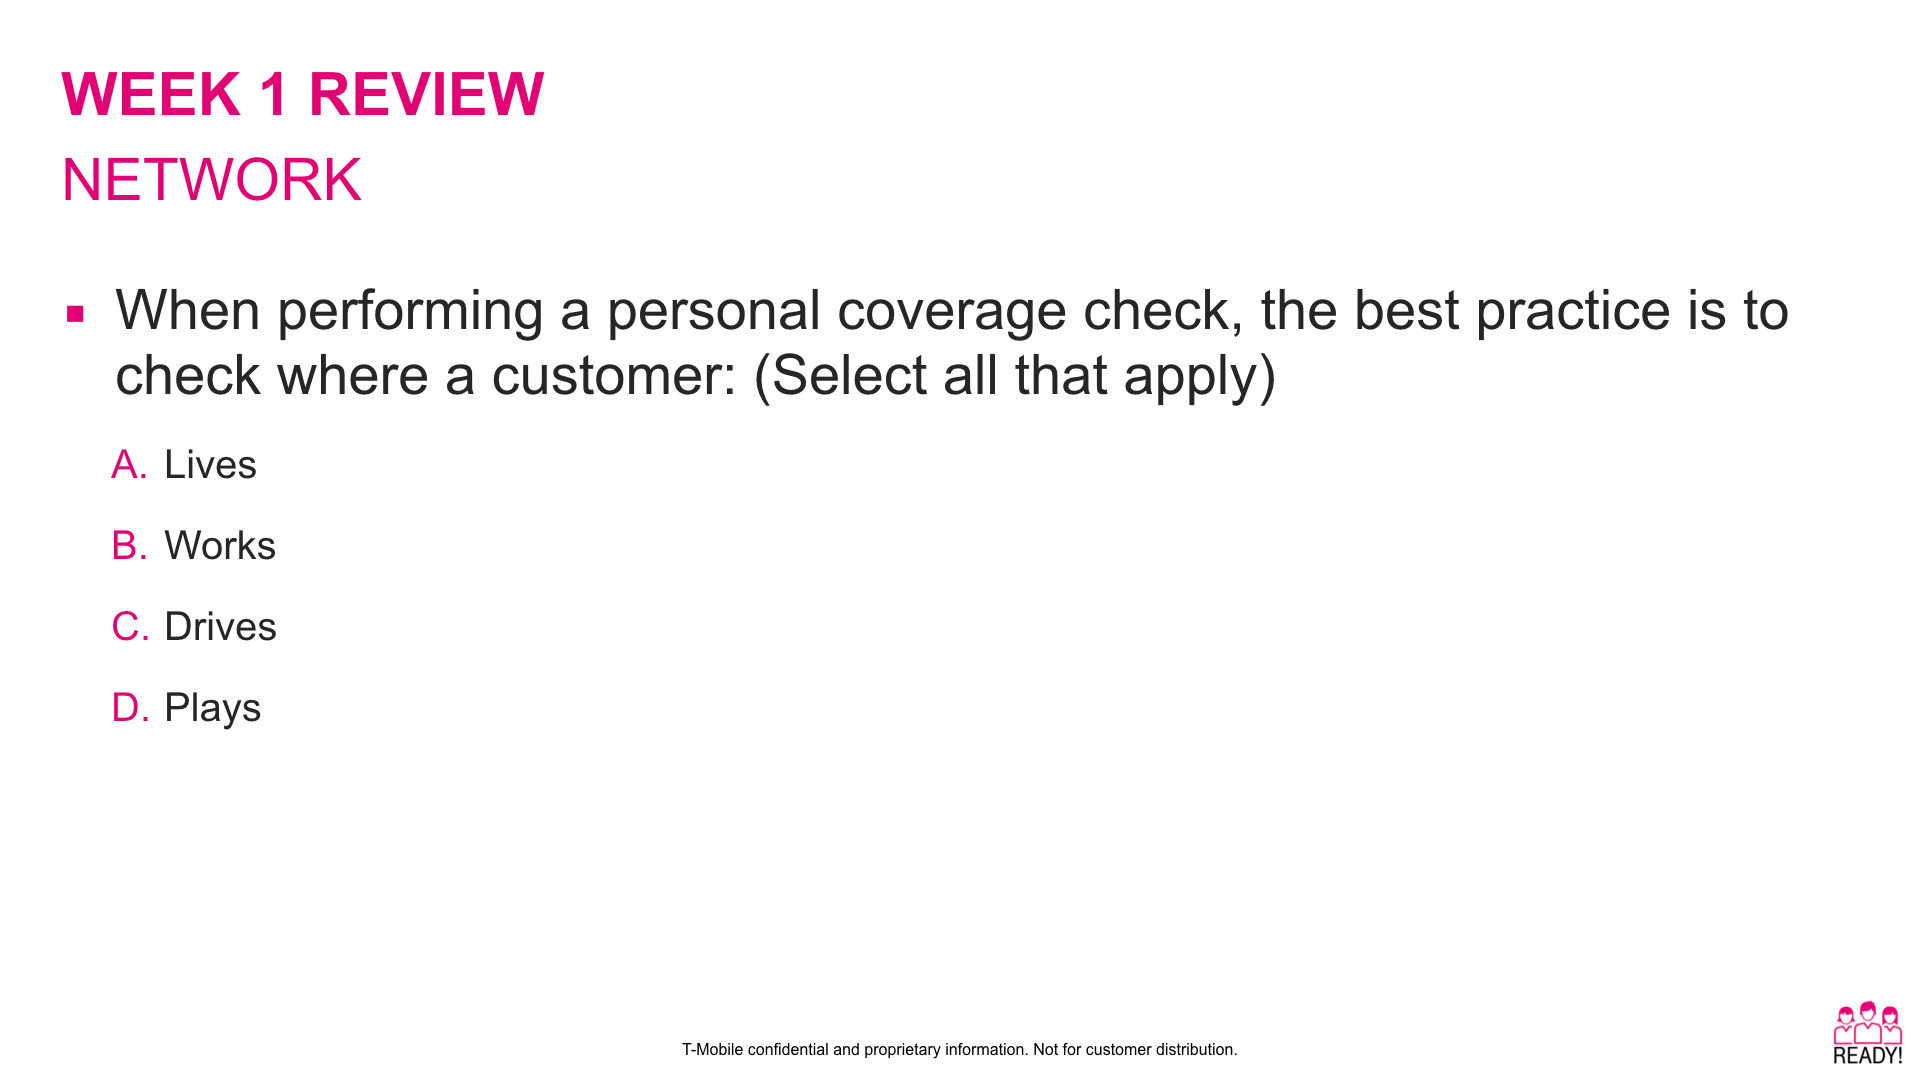 WEEK 1 REVIEW
NETWORK
▪ When performing a personal coverage check, the best practice is to
check where a customer: (Select all that apply)
A. Lives
B. Works
C. Drives
D. Plays
T-Mobile confidential and proprietary information. Not for customer distribution.
READY!